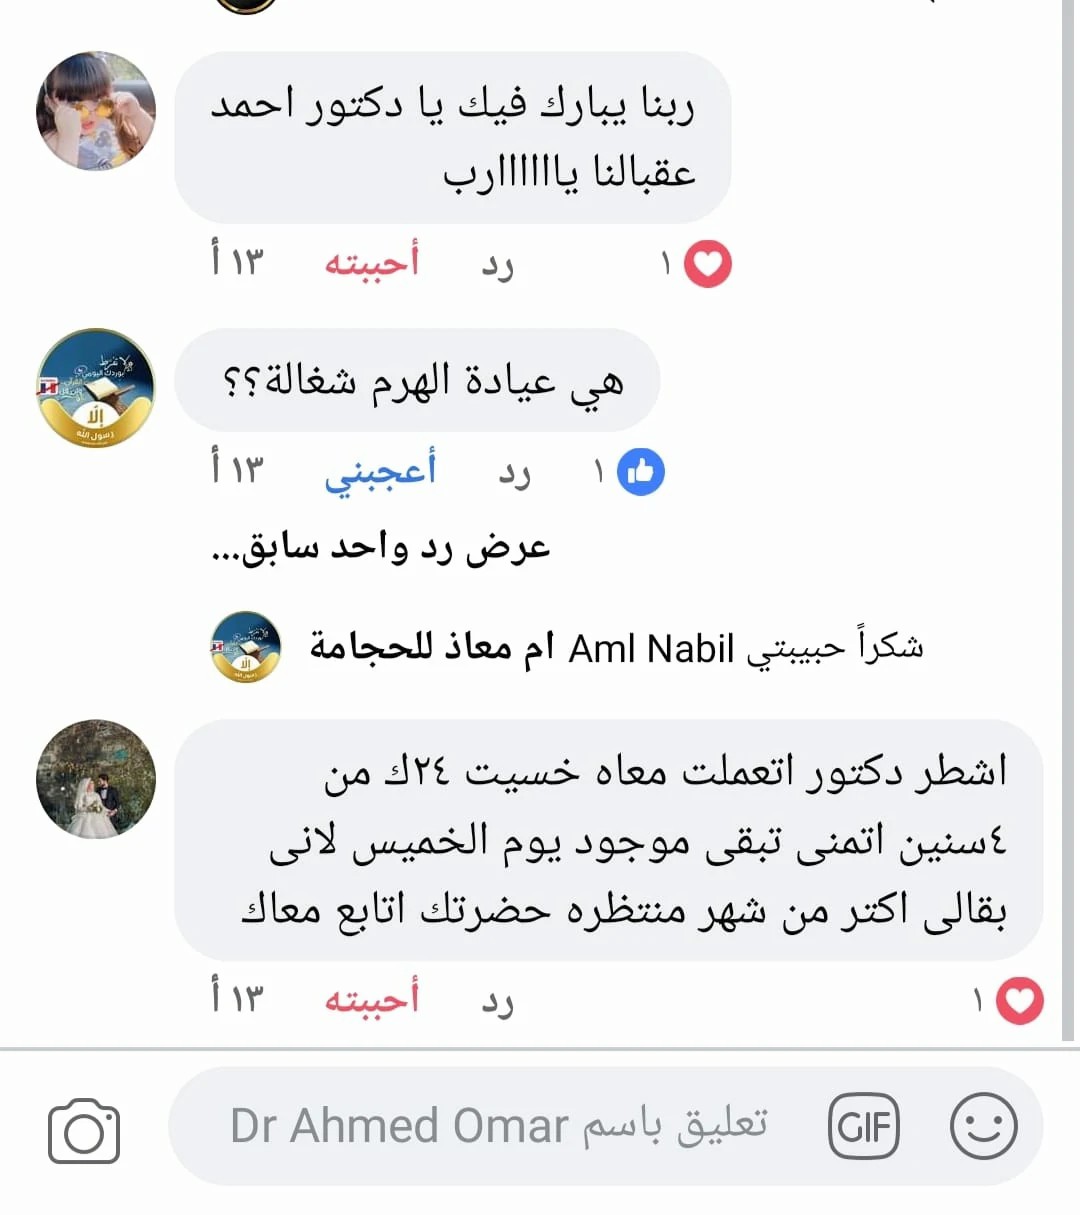 ربنا يبارك فيك يا دكتور احمد
عقبالنا ياااااارب
١٣ أ أحببته رد ١
هي عيادة الهرم شغالة؟؟
١٣ أ أعجبني رد ١
عرض رد واحد سابق...
ام معاذ للحجامة Aml Nabil شكراً حبيبتي
اشطر دكتور اتعملت معاه خسيت ٢٤ك من
٤سنين اتمنى تبقى موجود يوم الخميس لانى
بقالى اكتر من شهر منتظره حضرتك اتابع معاك
١٣ أ أحببته رد ١
تعليق باسم Dr Ahmed Omar
GIF